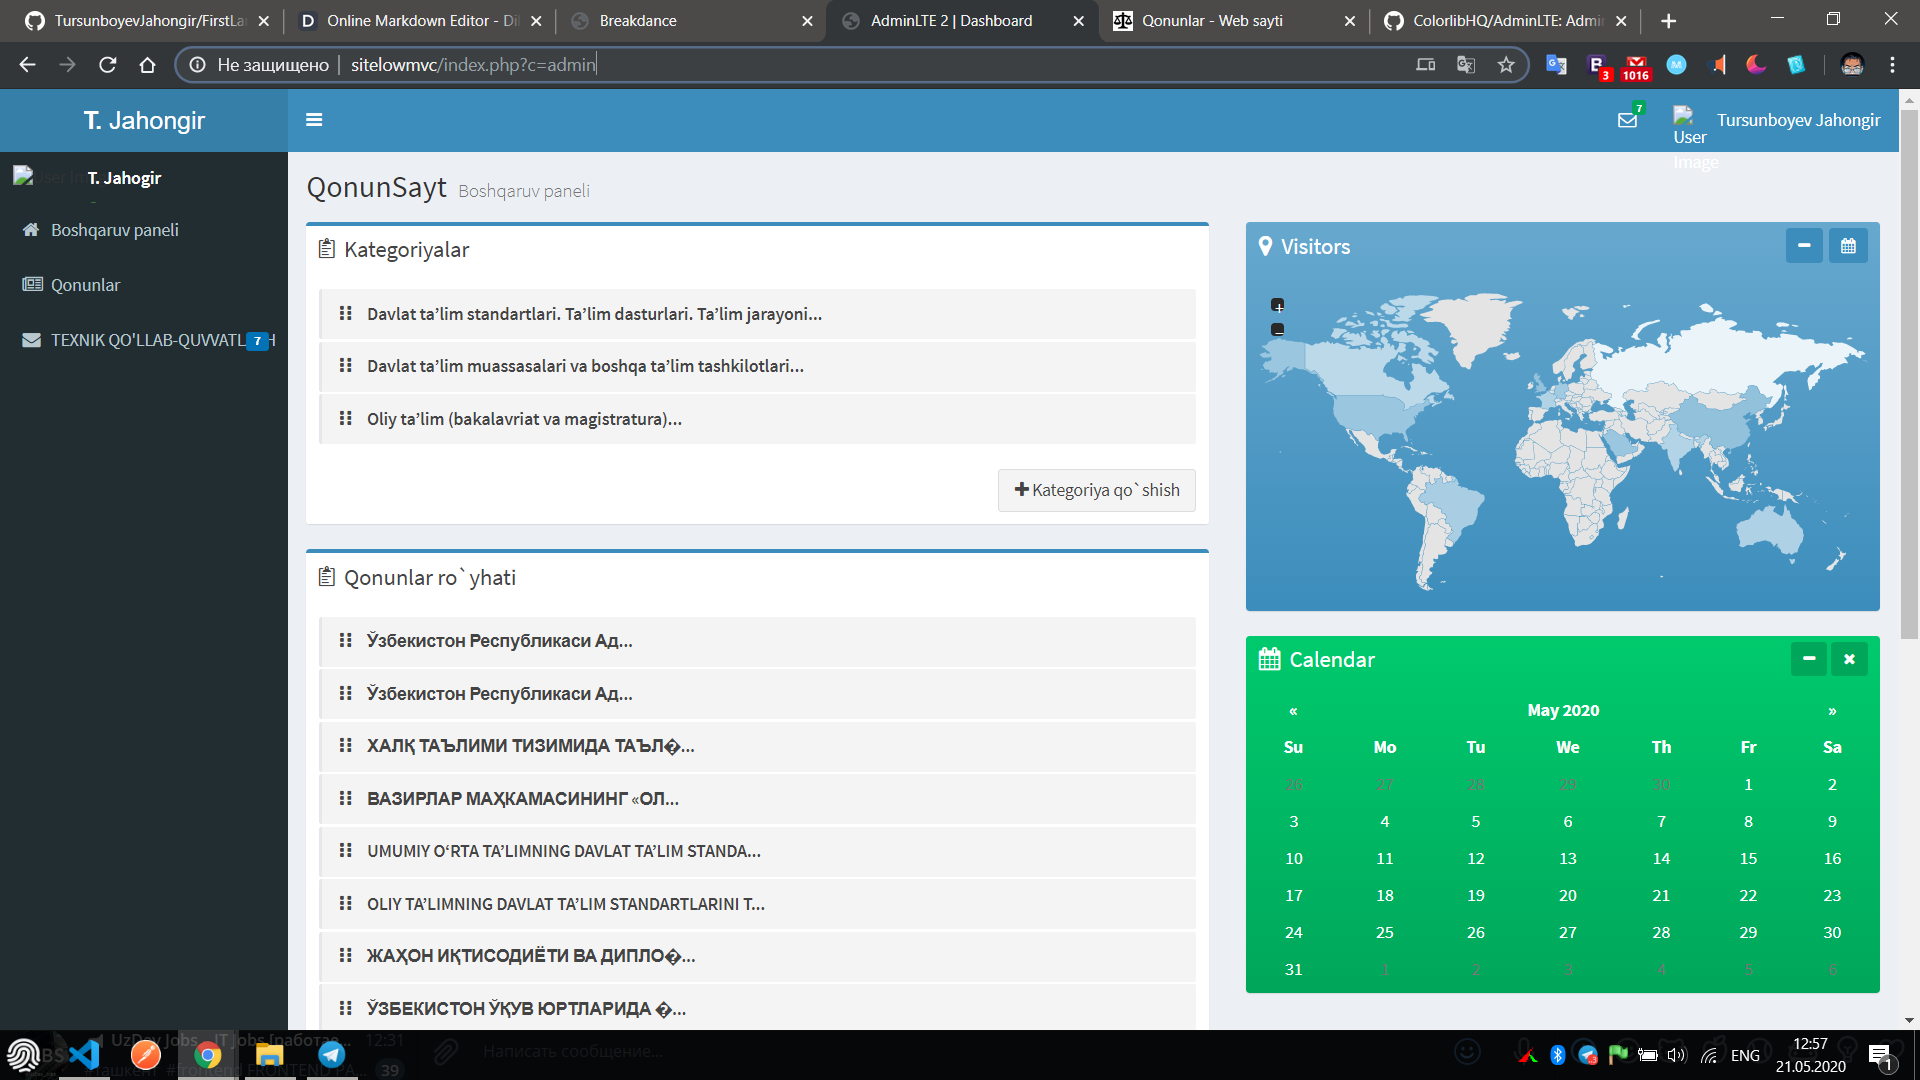 TursunboyevJahongir/FirstLar
Online Markdown Editor - Dil
Breakdance
AdminLTE 2 | Dashboard
Qonunlar - Web sayti
ColorlibHQ/AdminLTE: Admi
Не защищено | sitelowmvc/index.php?c=admin
3
1016
T. Jahongir
7
User Image
Tursunboyev Jahongir
T. Jahogir
Boshqaruv paneli
Qonunlar
TEXNIK QO'LLAB-QUVVATL 7 H
QonunSayt Boshqaruv paneli
Kategoriyalar
Davlat ta’lim standartlari. Ta’lim dasturlari. Ta’lim jarayoni...
Davlat ta’lim muassasalari va boshqa ta’lim tashkilotlari...
Oliy ta’lim (bakalavriat va magistratura)...
Kategoriya qo`shish
Qonunlar ro`yhati
Ўзбекистон Республикаси Ад...
Ўзбекистон Республикаси Ад...
ХАЛҚ ТАЪЛИМИ ТИЗИМИДА ТАЪЛ�...
ВАЗИРЛАР МАҲКАМАСИНИНГ «ОЛ...
UMUMIY O‘RTA TA’LIMNING DAVLAT TA’LIM STANDA...
OLIY TA’LIMNING DAVLAT TA’LIM STANDARTLARINI T...
ЖАҲОН ИҚТИСОДИЁТИ ВА ДИПЛО�...
ЎЗБЕКИСТОН ЎҚУВ ЮРТЛАРИДА �...
Visitors
+
−
Calendar
« May 2020 »
Su Mo Tu We Th Fr Sa
26 27 28 29 30 1 2
3 4 5 6 7 8 9
10 11 12 13 14 15 16
17 18 19 20 21 22 23
24 25 26 27 28 29 30
31 1 2 3 4 5 6
12:31
39
Написать сообщение...
ENG
12:57
21.05.2020
1